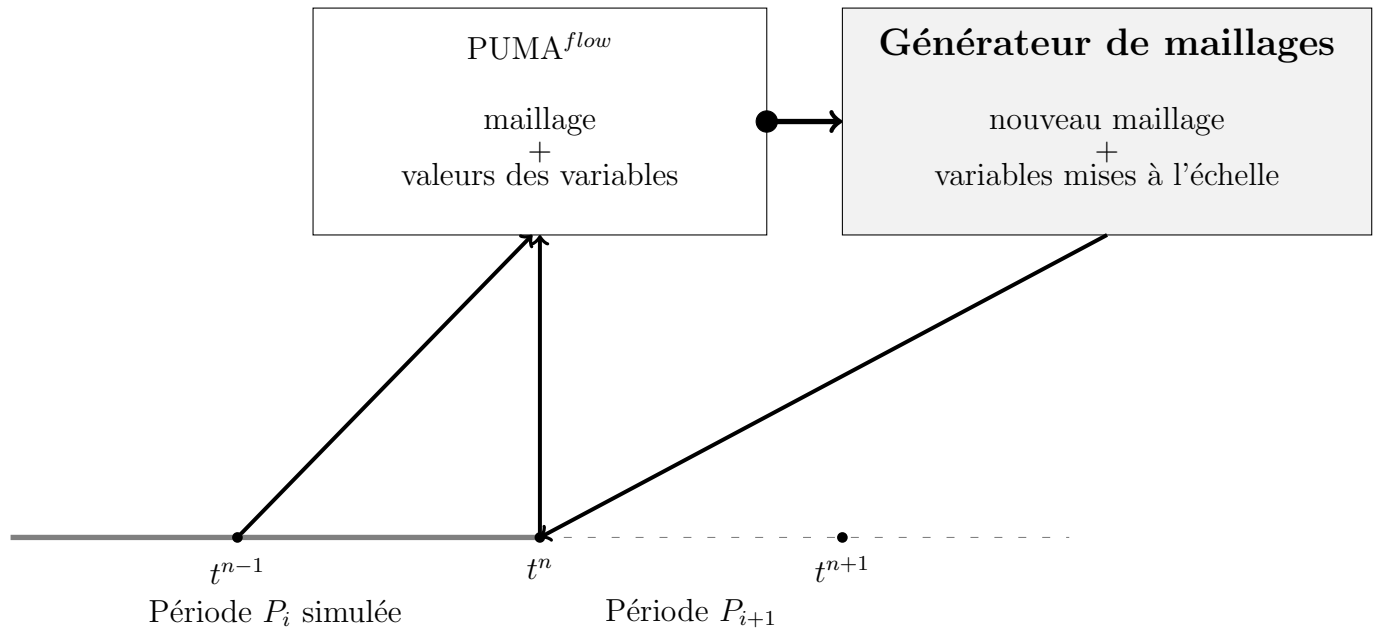 PUMA^{flow}
maillage
+
valeurs des variables
Générateur de maillages
nouveau maillage
+
variables mises à l'échelle
t^{n−1}
t^{n}
t^{n+1}
Période P_{i} simulée
Période P_{i+1}